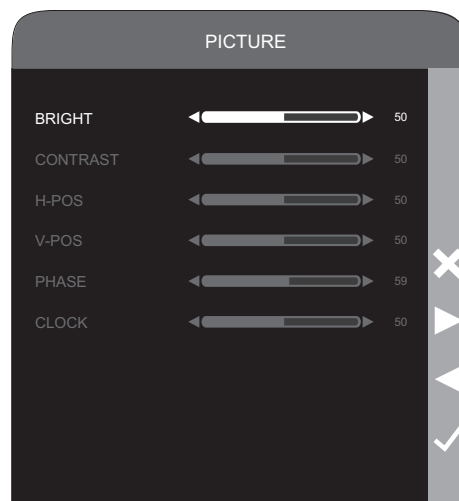 PICTURE
BRIGHT 50
CONTRAST 50
H-POS 50
V-POS 50
PHASE 59
CLOCK 50